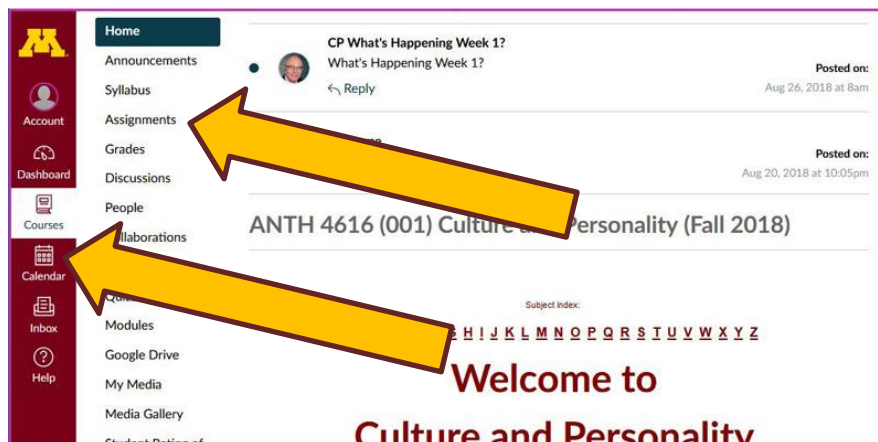 M
Account
Dashboard
Courses
Calendar
Inbox
Help
Home
Announcements
Syllabus
Assignments
Grades
Discussions
People
Modules
Google Drive
My Media
Media Gallery
CP What's Happening Week 1?
What's Happening Week 1?
Reply
Posted on:
Aug 26, 2018 at 8am
Posted on:
Aug 20, 2018 at 10:05pm
ANTH 4616 (001) Culture Personality (Fall 2018)
Subject Index:
H I J K L M N O P Q R S T U V W X Y Z
Welcome to
Culture and Personality